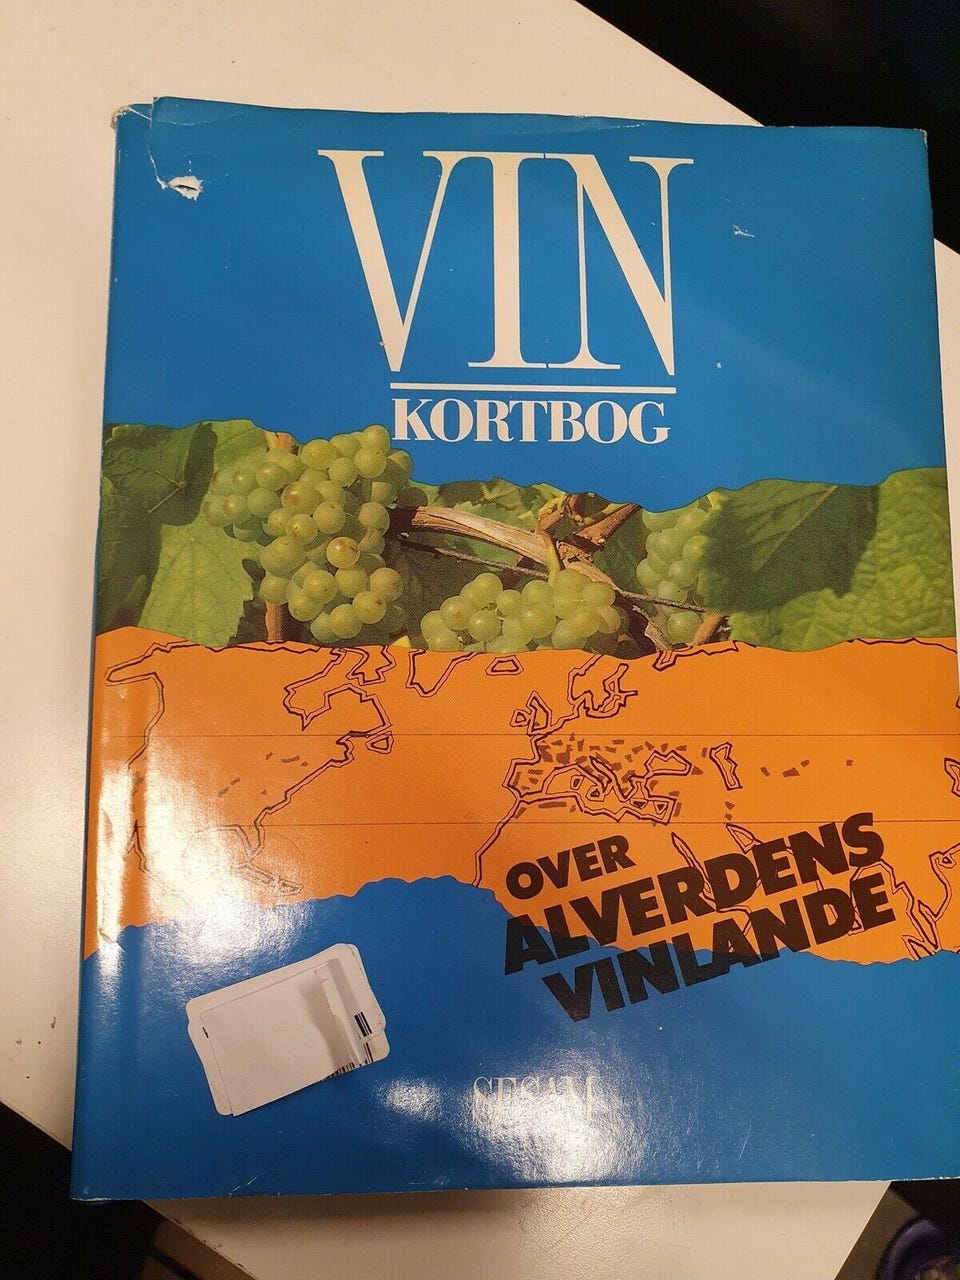 VIN
KORTBOG
OVER
ALVERDENS
VINLANDE
SESAM